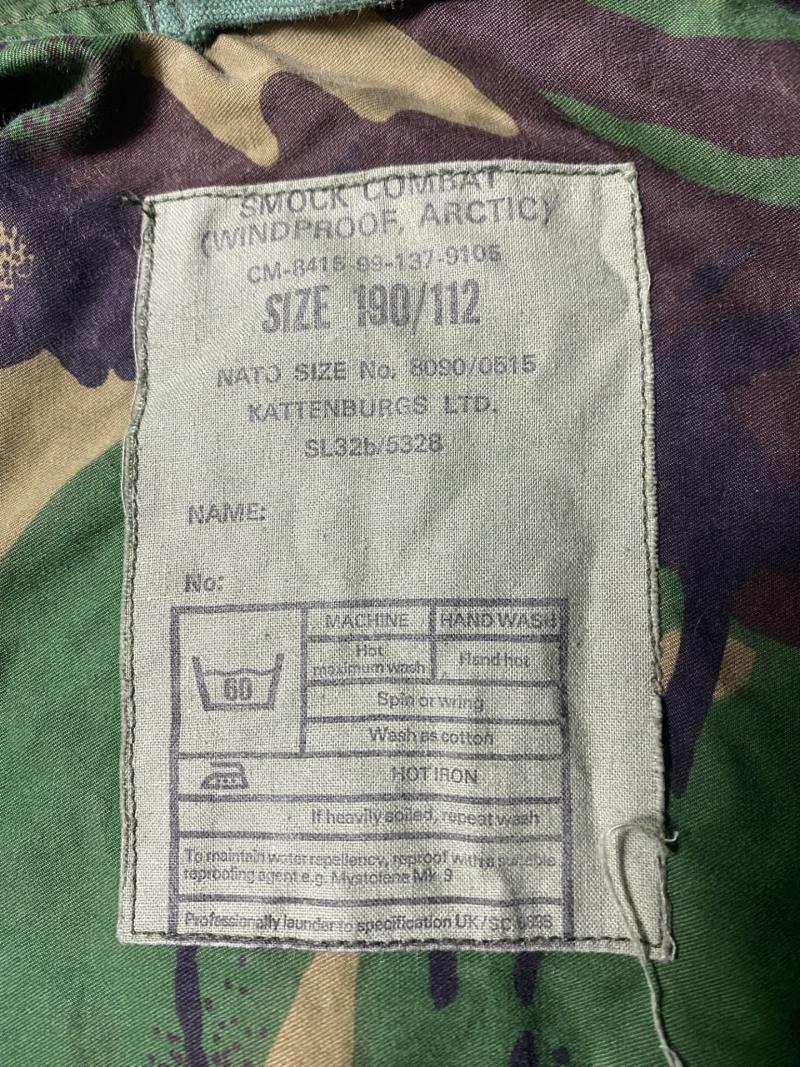 SMOCK COMBAT
(WINDPROOF, ARCTIC)
CM-8415-99-137-9105
SIZE 190/112
NATO SIZE No. 8090/0515
KATTENBURGS LTD.
SL32b/5328
NAME:
No:
MACHINE HAND WASH
Hot maximum wash Hand hot
60
Spin or wring
Wash as cotton
HOT IRON
If heavily soiled, repeat wash
To maintain water repellency, reproof with a suitable
reproofing agent e.g. Mystolene Mk 9
Professionally launder to specification UK/SC